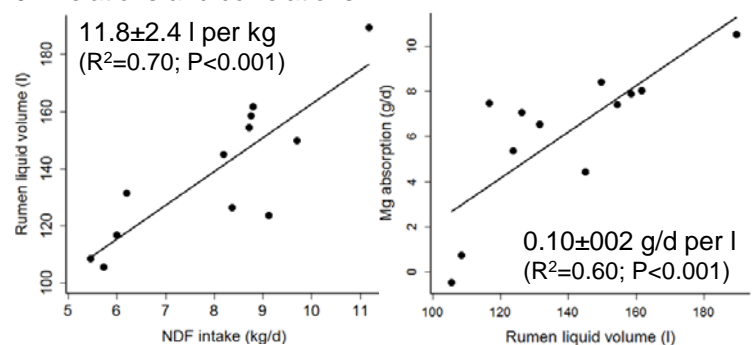 11.8±2.4 l per kg
(R²=0.70; P<0.001)
Rumen liquid volume (l)
180
160
140
120
100
5 6 7 8 9 10 11
NDF intake (kg/d)
Mg absorption (g/d)
10
8
6
4
2
0
0.10±002 g/d per l
(R²=0.60; P<0.001)
100 120 140 160 180
Rumen liquid volume (l)